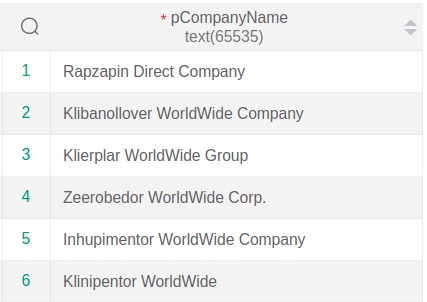 * pCompanyName
text(65535)
1 Rapzapin Direct Company
2 Klibanollover WorldWide Company
3 Klierplar WorldWide Group
4 Zeerobedor WorldWide Corp.
5 Inhupimentor WorldWide Company
6 Klinipentor WorldWide